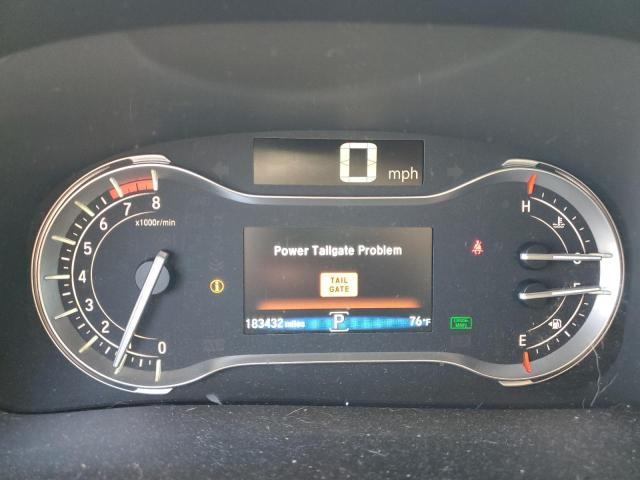 0 mph
8
7
6
x1000r/min
5
4
3
2
1
0
Power Tailgate Problem
TAIL
GATE
183432 miles P 76°F
H
C
F
E